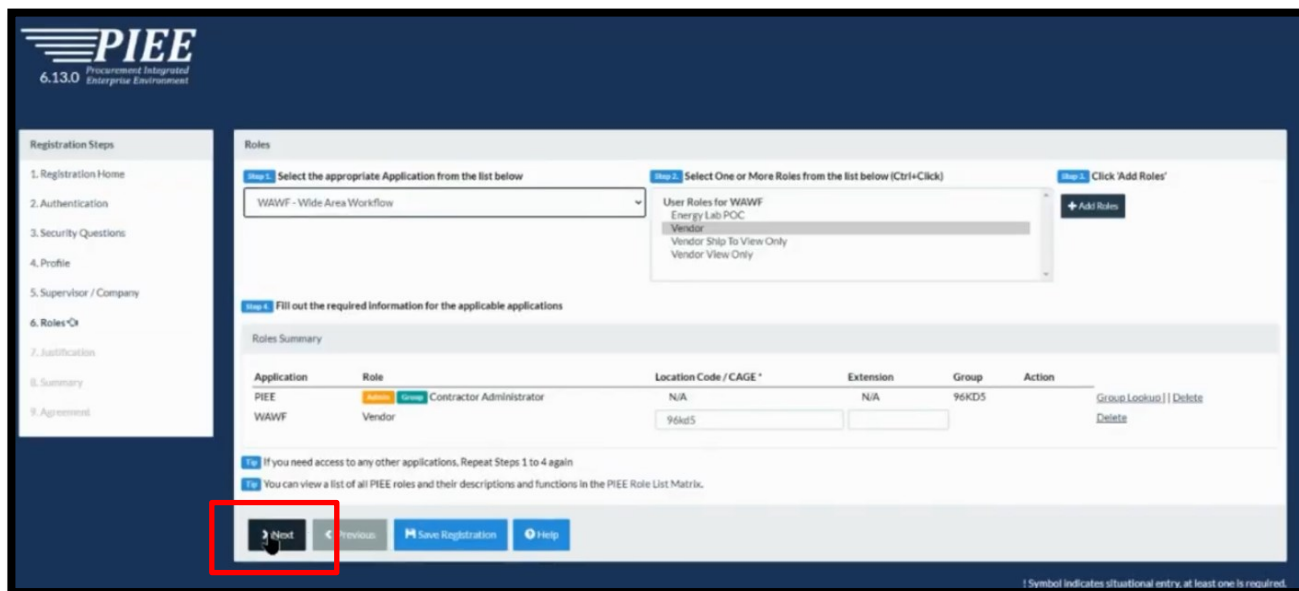 PIEE
6.13.0 Procurement Integrated Enterprise Environment
Registration Steps
1. Registration Home
2. Authentication
3. Security Questions
4. Profile
5. Supervisor / Company
6. Roles
7. Justification
8. Summary
9. Agreement
Roles
Step 1. Select the appropriate Application from the list below
WAWF - Wide Area Workflow
Step 2. Select One or More Roles from the list below (Ctrl+Click)
User Roles for WAWF
Energy Lab POC
Vendor
Vendor Ship To View Only
Vendor View Only
Step 3. Click 'Add Roles'
+ Add Roles
Step 4. Fill out the required information for the applicable applications
Roles Summary
Application Role Location Code / CAGE * Extension Group Action
PIEE Admin Group Contractor Administrator N/A N/A 96KD5 Group Lookup | | Delete
WAWF Vendor 96kd5 Delete
Tip If you need access to any other applications, Repeat Steps 1 to 4 again
Tip You can view a list of all PIEE roles and their descriptions and functions in the PIEE Role List Matrix.
Next
Previous
Save Registration
Help
! Symbol indicates situational entry, at least one is required.